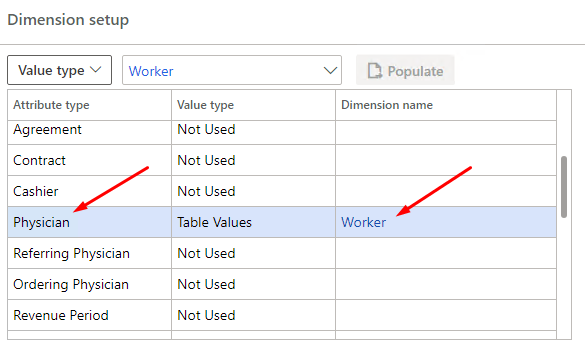 Dimension setup
Value type Worker Populate
Attribute type Value type Dimension name
Agreement Not Used
Contract Not Used
Cashier Not Used
Physician Table Values Worker
Referring Physician Not Used
Ordering Physician Not Used
Revenue Period Not Used